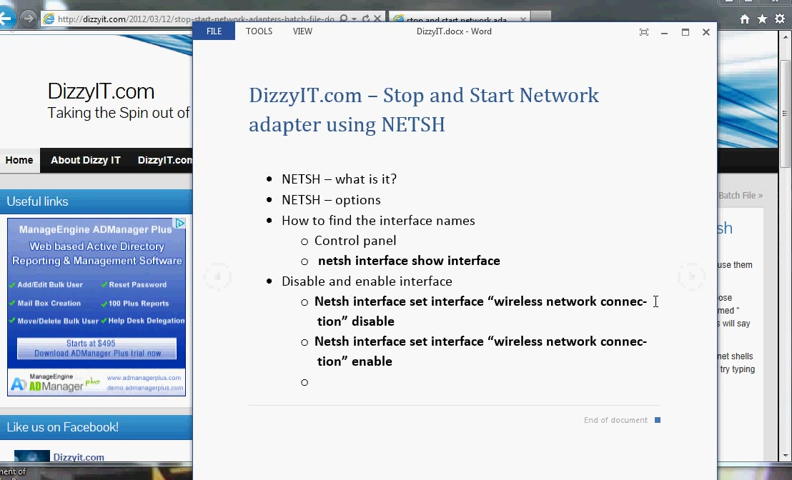 http://dizzyit.com/2012/03/12/stop-start-network-adapters-batch-file-do
stop and start network ada...
FILE TOOLS VIEW DizzyIT.docx - Word
DizzyIT.com
Taking the Spin out of
Home About Dizzy IT DizzyIT.com
Batch File »
Useful links
ManageEngine ADManager Plus
Web based Active Directory
Reporting & Management Software
Add/Edit Bulk User Reset Password
Mail Box Creation 100 Plus Reports
Move/Delete Bulk User Help Desk Delegation
Starts at $495
Download ADManager Plus trial now
ManageEngine
ADManager plus
www.admanagerplus.com
demo.admanagerplus.com
Like us on Facebook!
Dizzyit.com
DizzyIT.com – Stop and Start Network
adapter using NETSH
• NETSH – what is it?
• NETSH – options
• How to find the interface names
o Control panel
o netsh interface show interface
• Disable and enable interface
o Netsh interface set interface “wireless network connec-
tion” disable
o Netsh interface set interface “wireless network connec-
tion” enable
o
End of document
sh
use them
ose
med "
s will say
net shells
try typing